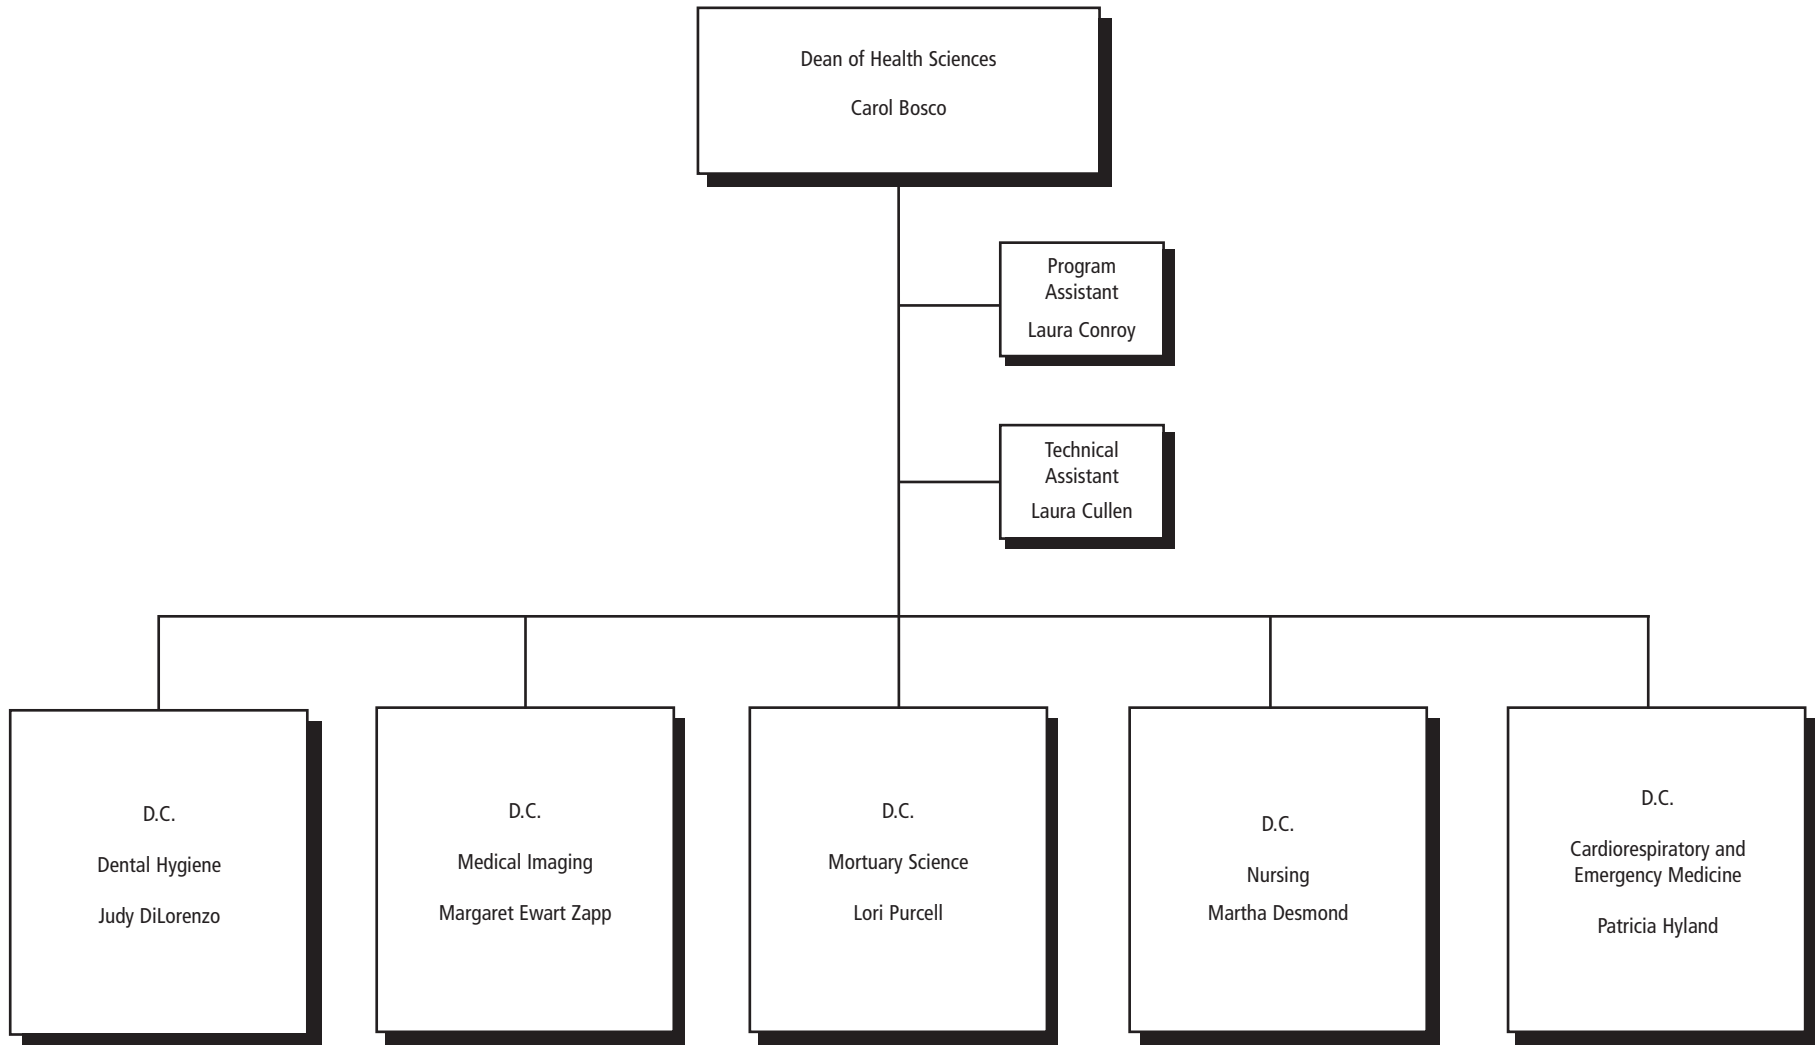 Dean of Health Sciences
Carol Bosco
Program
Assistant
Laura Conroy
Technical
Assistant
Laura Cullen
D.C.
Dental Hygiene
Judy DiLorenzo
D.C.
Medical Imaging
Margaret Ewart Zapp
D.C.
Mortuary Science
Lori Purcell
D.C.
Nursing
Martha Desmond
D.C.
Cardiorespiratory and
Emergency Medicine
Patricia Hyland